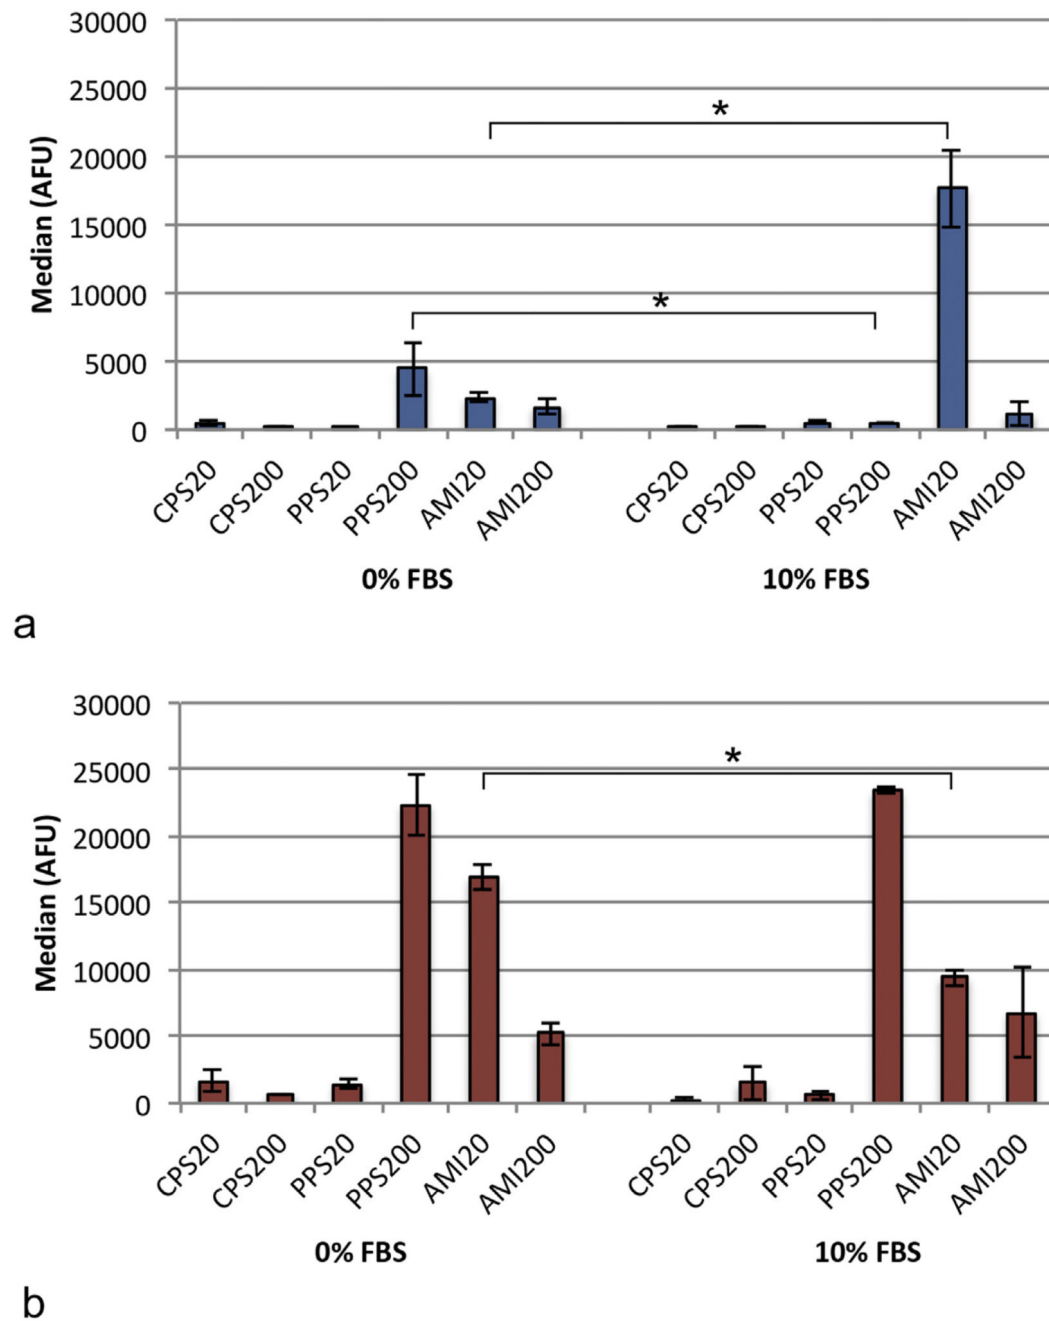 30000
25000
*
20000
15000
10000
*
5000
0
Median (AFU)
CPS20 CPS200 PPS20 PPS200 AMI20 AMI200 CPS20 CPS200 PPS20 PPS200 AMI20 AMI200
0% FBS 10% FBS
a
30000
25000
*
20000
15000
10000
5000
0
Median (AFU)
CPS20 CPS200 PPS20 PPS200 AMI20 AMI200 CPS20 CPS200 PPS20 PPS200 AMI20 AMI200
0% FBS 10% FBS
b